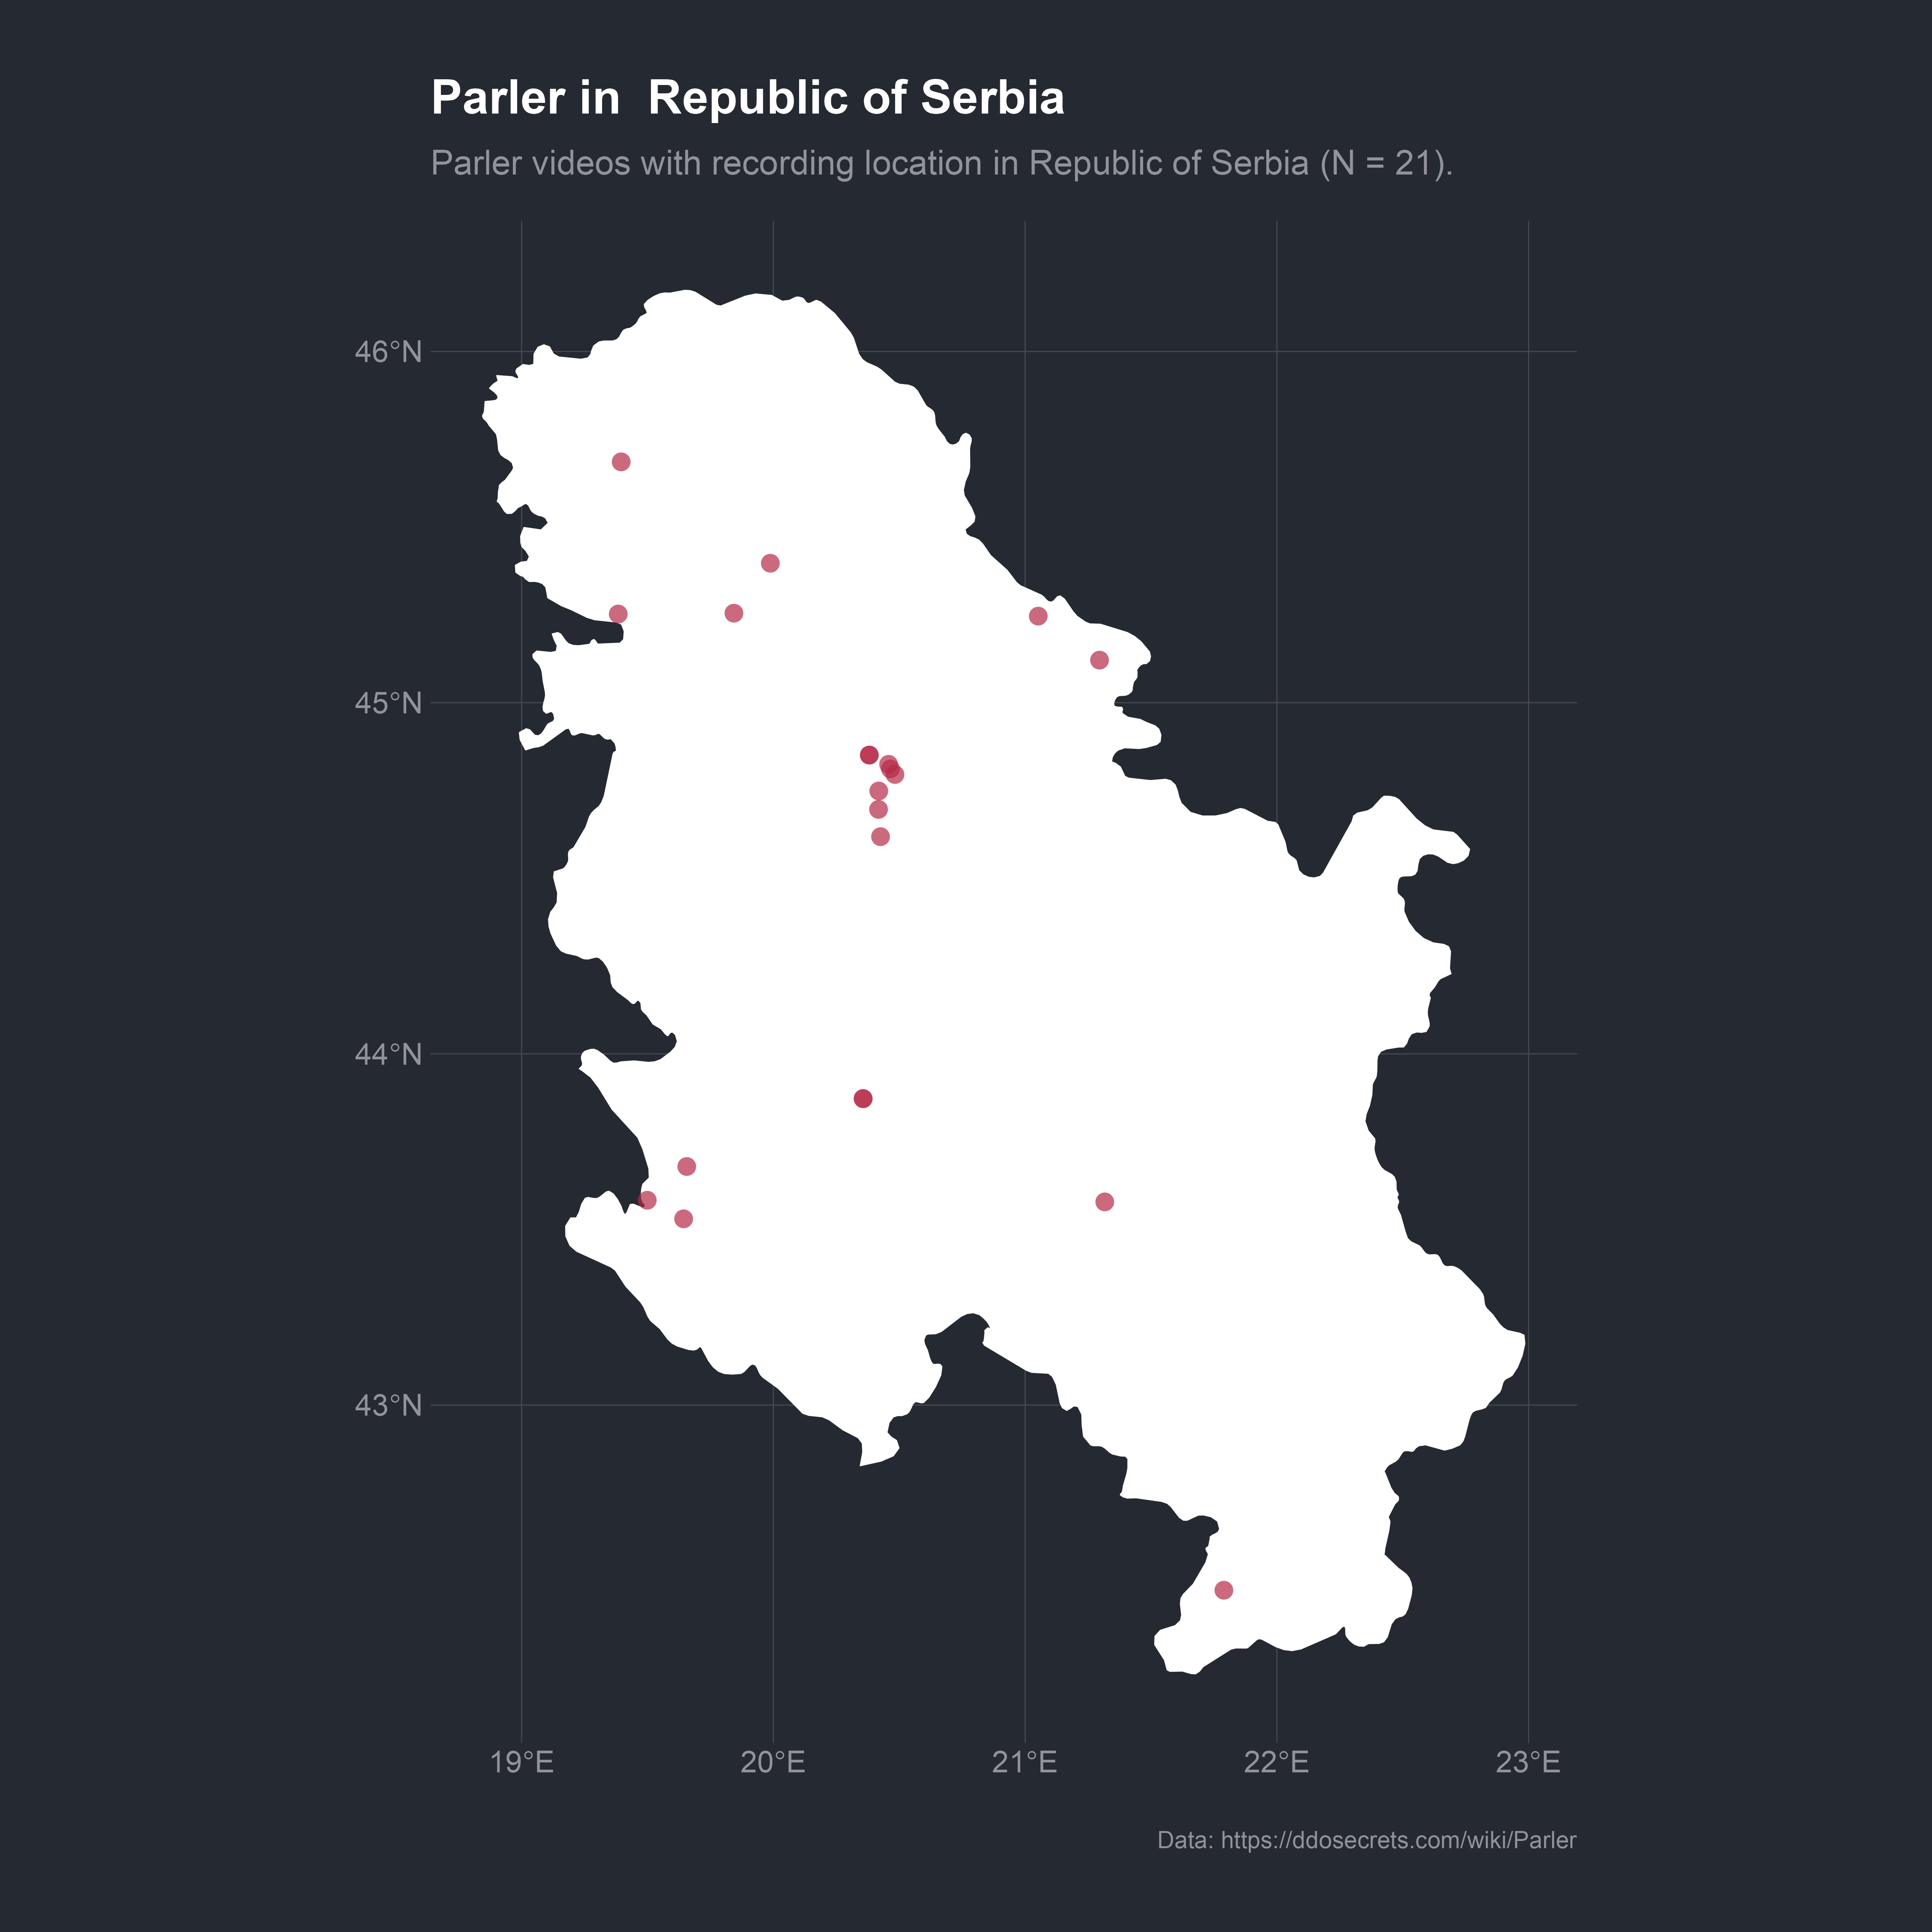 Parler in  Republic of Serbia
Parler videos with recording location in Republic of Serbia (N = 21).
46°N
45°N
44°N
43°N
19°E 20°E 21°E 22°E 23°E
Data: https://ddosecrets.com/wiki/Parler